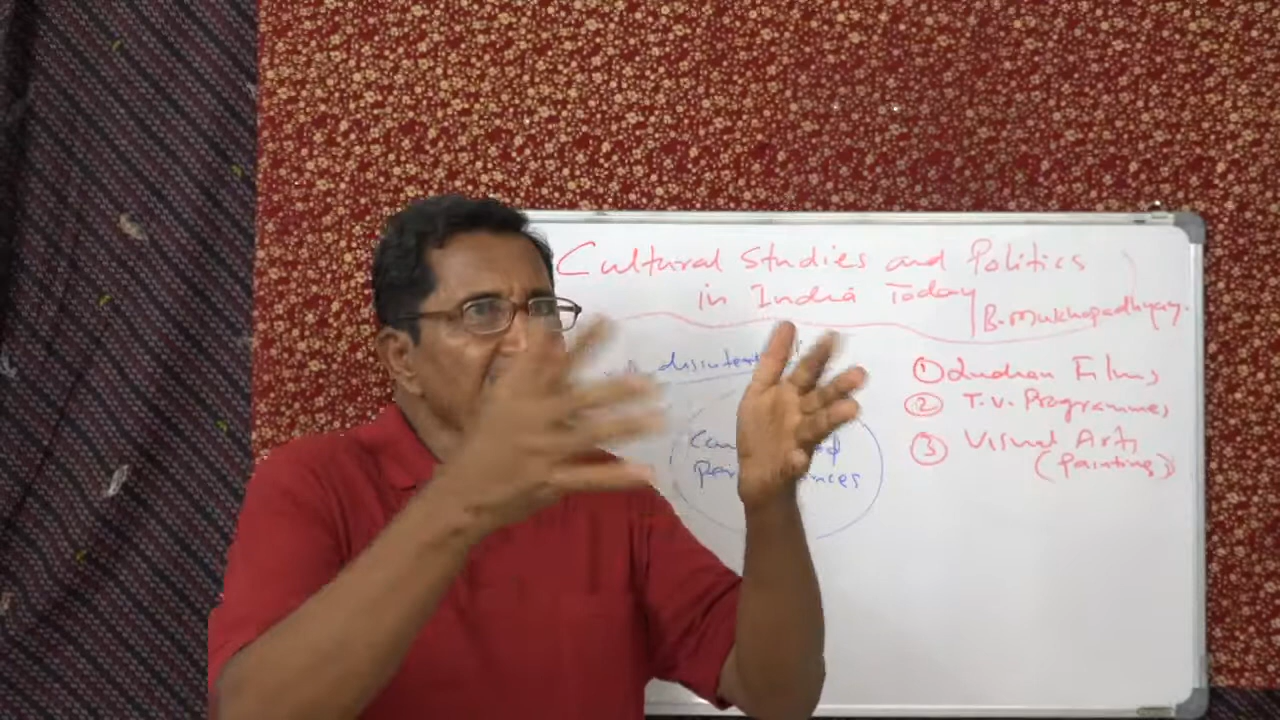 Cultural Studies and Politics
in India Today
B. Mukhopadhyay.
① Indian Films
② T.V. Programmes
③ Visual Arts
(Painting)